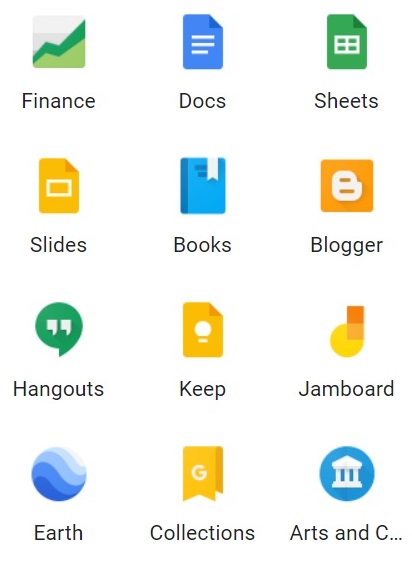 Finance Docs Sheets
Slides Books Blogger
Hangouts Keep Jamboard
G
Earth Collections Arts and C...